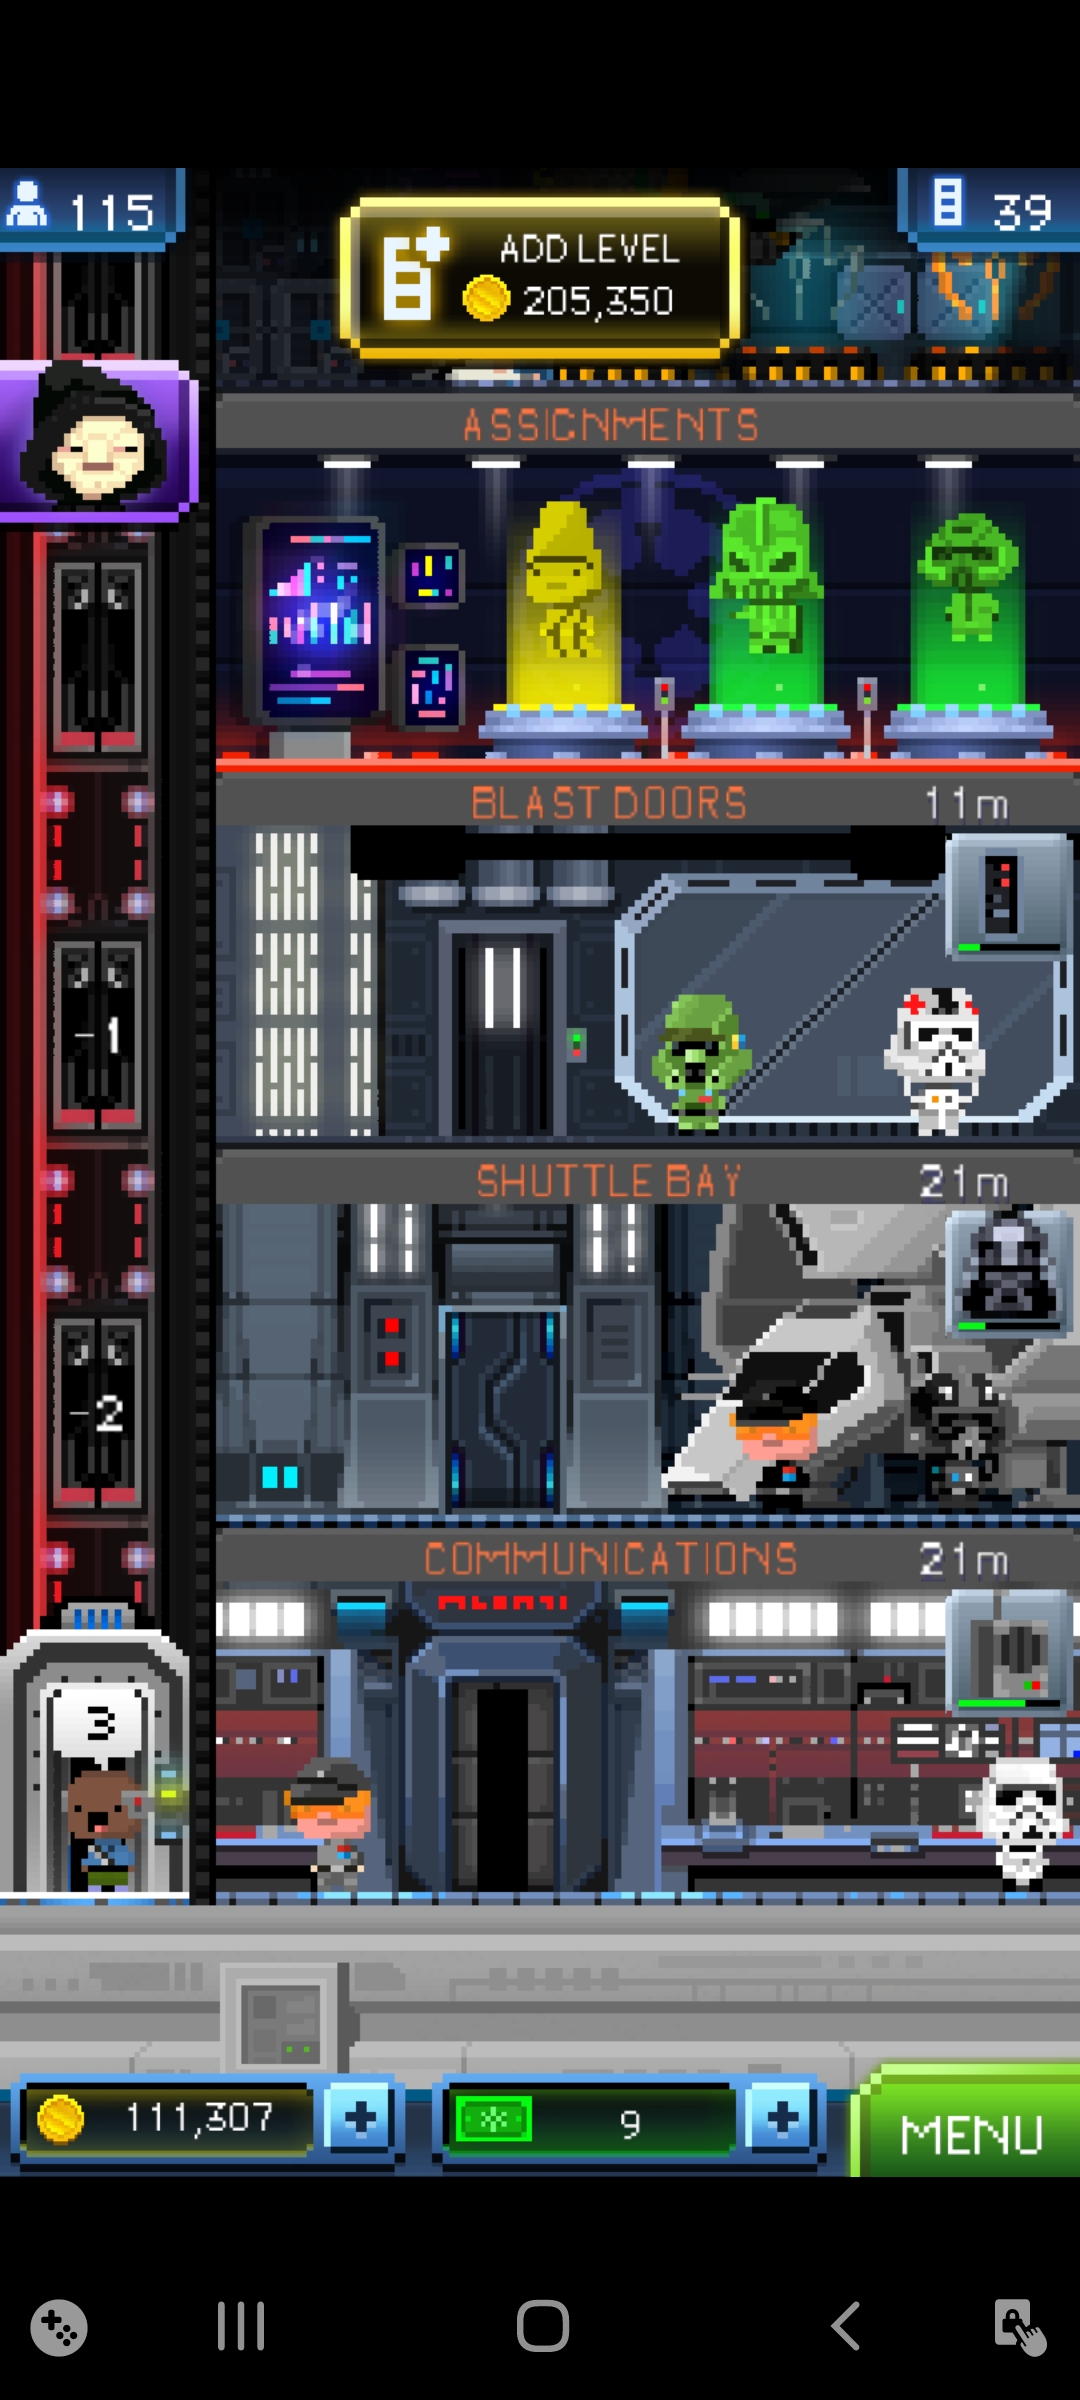 115
39
ADD LEVEL
205,350
ASSIGNMENTS
BLAST DOORS 11m
-1
SHUTTLE BAY 21m
-2
COMMUNICATIONS 21m
3
111,307
9
MENU